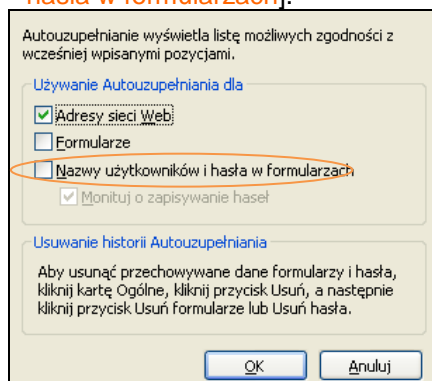 hasła w formularzach].
Autouzupełnianie wyświetla listę możliwych zgodności z
wcześniej wpisanymi pozycjami.
Używanie Autouzupełniania dla
Adresy sieci Web
Formularze
Nazwy użytkowników i hasła w formularzach
Monituj o zapisywanie haseł
Usuwanie historii Autouzupełniania
Aby usunąć przechowywane dane formularzy i hasła,
kliknij kartę Ogólne, kliknij przycisk Usuń, a następnie
kliknij przycisk Usuń formularze lub Usuń hasła.
OK Anuluj